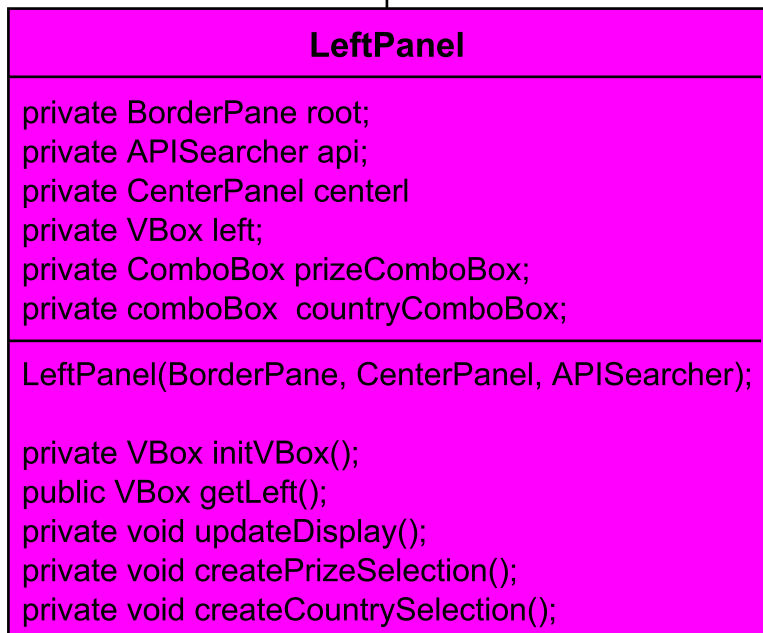 LeftPanel
private BorderPane root;
private APISearcher api;
private CenterPanel centerl
private VBox left;
private ComboBox prizeComboBox;
private comboBox  countryComboBox;
LeftPanel(BorderPane, CenterPanel, APISearcher);
private VBox initVBox();
public VBox getLeft();
private void updateDisplay();
private void createPrizeSelection();
private void createCountrySelection();